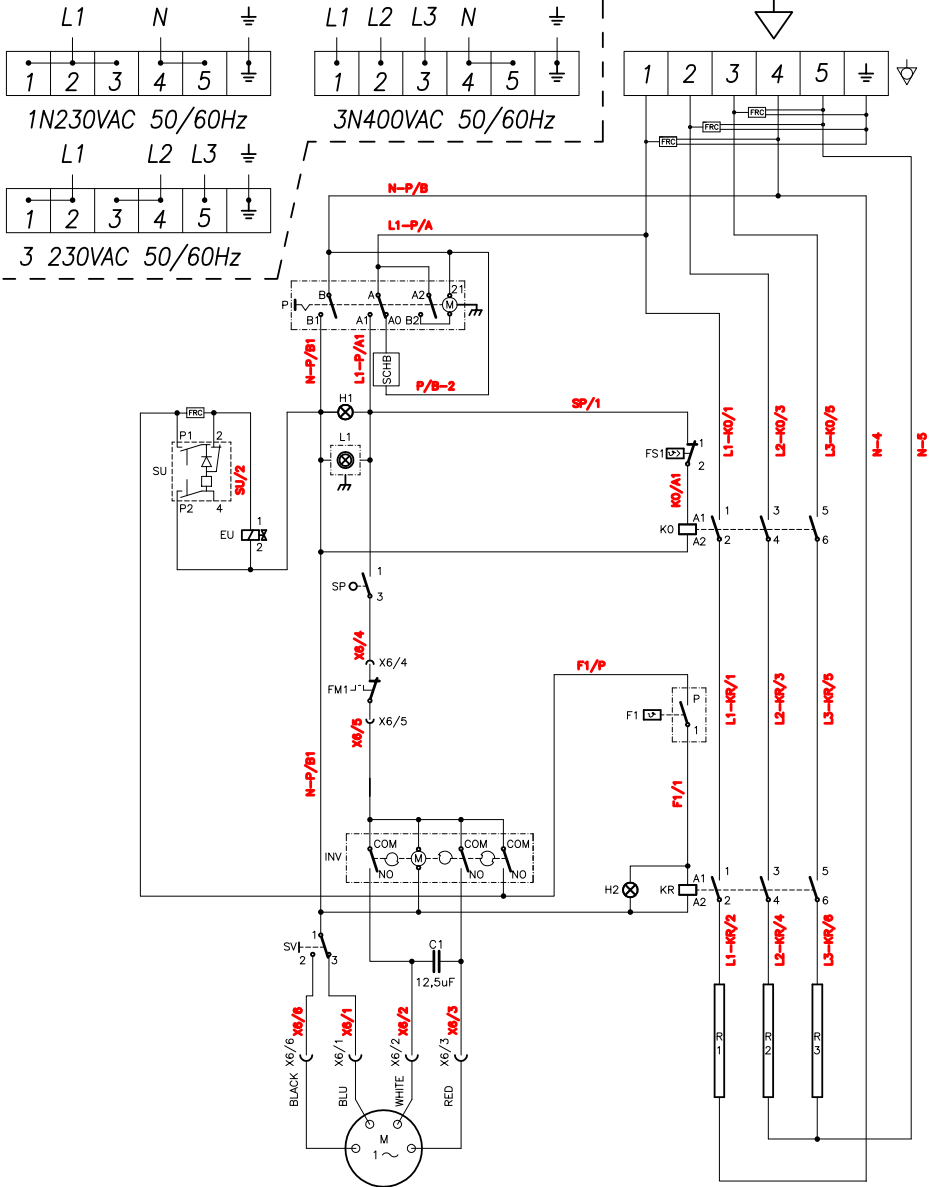 L1 N
1 2 3 4 5
1N230VAC 50/60Hz
L1 L2 L3 N
1 2 3 4 5
3N400VAC 50/60Hz
L1 L2 L3
1 2 3 4 5
3 230VAC 50/60Hz
1 2 3 4 5
FRC
FRC
N-P/B
L1-P/A
P
B A A2 21
M
B1 A1 A0 B2
N-P/B1
L1-P/A1
SCHB
P/B-2
H1
SP/1
L1
FRC
P1 2
SU
SU/2
P2 4
EU
1
2
FS1
1
2
K0/A1
K0
A1
A2
1 3 5
2 4 6
L1-K0/1
L2-K0/3
L3-K0/5
N-4
N-5
SP
1
3
X6/4
X6/4
FM1
X6/5
X6/5
F1/P
F1
P
1
F1/1
L1-KR/1
L2-KR/3
L3-KR/5
N-P/B1
INV
COM COM COM
M
NO NO NO
H2
KR
A1
A2
1 3 5
2 4 6
L1-KR/2
L2-KR/4
L3-KR/6
SV
1
2 3
C1
12,5uF
X6/6
X6/1
X6/2
X6/3
X6/6
X6/1
X6/2
X6/3
BLACK
BLU
WHITE
RED
M
1~
R
1
R
2
R
3